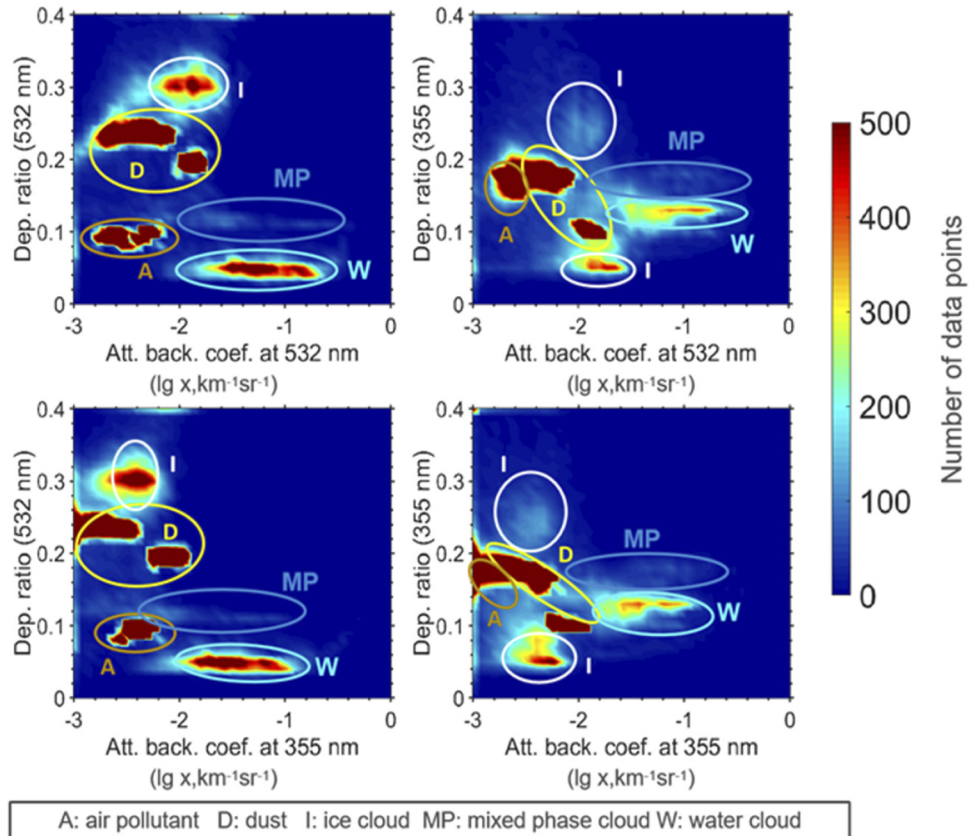 0.4
0.3
0.2
0.1
0
Dep. ratio (532 nm)
I
D
MP
A
W
-3 -2 -1 0
Att. back. coef. at 532 nm
(lg x,km⁻¹sr⁻¹)
0.4
0.3
0.2
0.1
0
Dep. ratio (355 nm)
I
MP
D
A
W
I
-3 -2 -1 0
Att. back. coef. at 532 nm
(lg x,km⁻¹sr⁻¹)
0.4
0.3
0.2
0.1
0
Dep. ratio (532 nm)
I
D
MP
A
W
-3 -2 -1 0
Att. back. coef. at 355 nm
(lg x,km⁻¹sr⁻¹)
0.4
0.3
0.2
0.1
0
Dep. ratio (355 nm)
I
D
MP
A
W
I
-3 -2 -1 0
Att. back. coef. at 355 nm
(lg x,km⁻¹sr⁻¹)
500
400
300
200
100
0
Number of data points
A: air pollutant D: dust I: ice cloud MP: mixed phase cloud W: water cloud